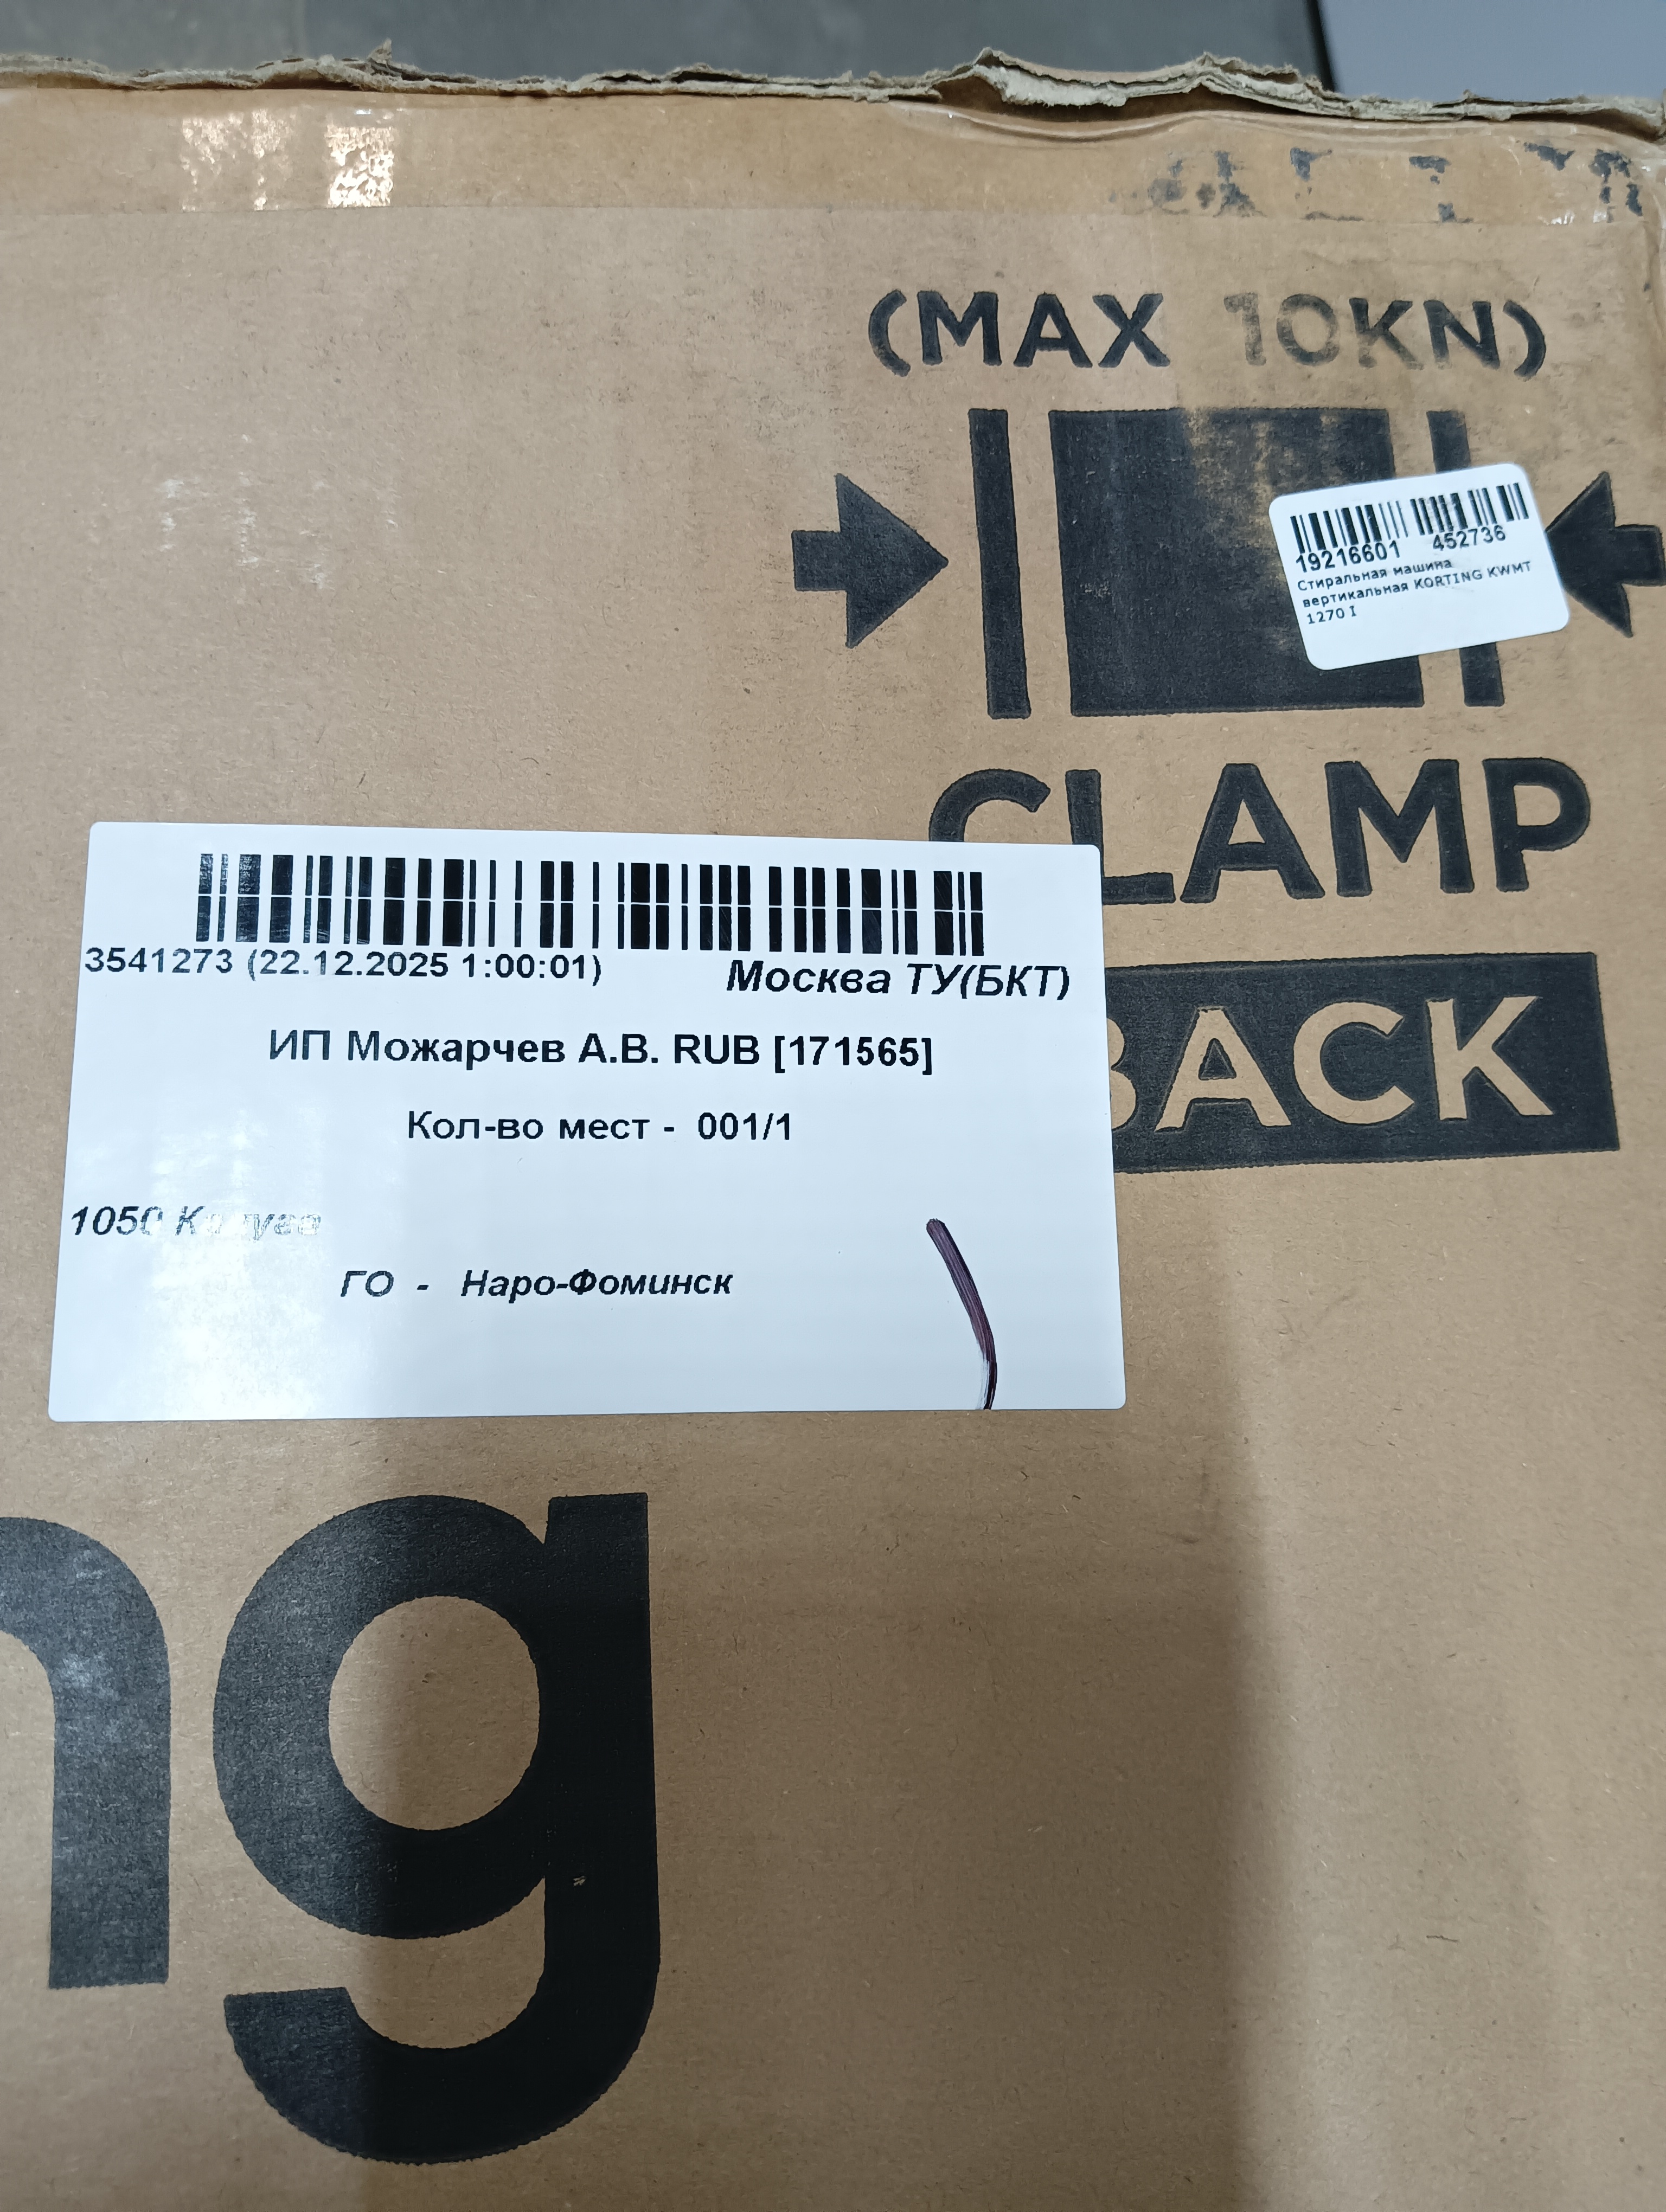 (MAX 10KN)
19216601 452736
Стиральная машина
вертикальная KORTING KWMT
1270 I
CLAMP
BACK
3541273 (22.12.2025 1:00:01)
Москва ТУ(БКТ)
ИП Можарчев А.В. RUB [171565]
Кол-во мест - 001/1
1050 Калуга
ГО - Наро-Фоминск
ng